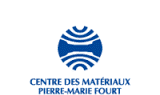 CENTRE DES MATÉRIAUX
PIERRE-MARIE FOURT